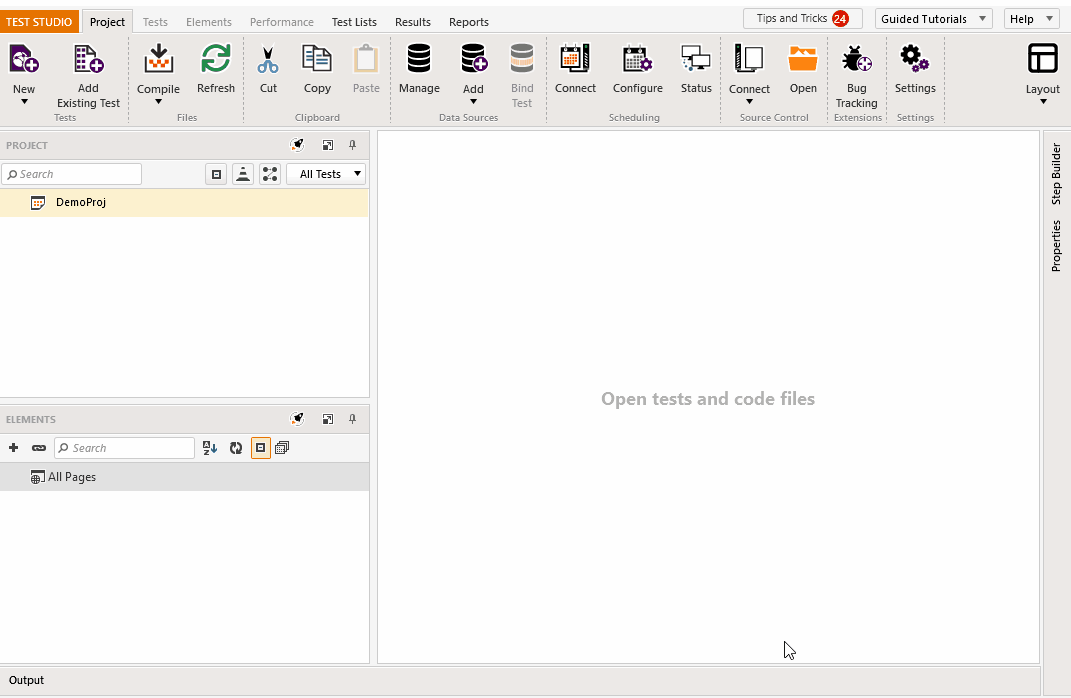 TEST STUDIO Project Tests Elements Performance Test Lists Results Reports Tips and Tricks 24 Guided Tutorials Help
New Add Existing Test Compile Refresh Cut Copy Paste Manage Add Bind Test Connect Configure Status Connect Open Bug Tracking Settings Layout
Tests Files Clipboard Data Sources Scheduling Source Control Extensions Settings
PROJECT
Search All Tests
DemoProj
ELEMENTS
Search
All Pages
Open tests and code files
Step Builder
Properties
Output